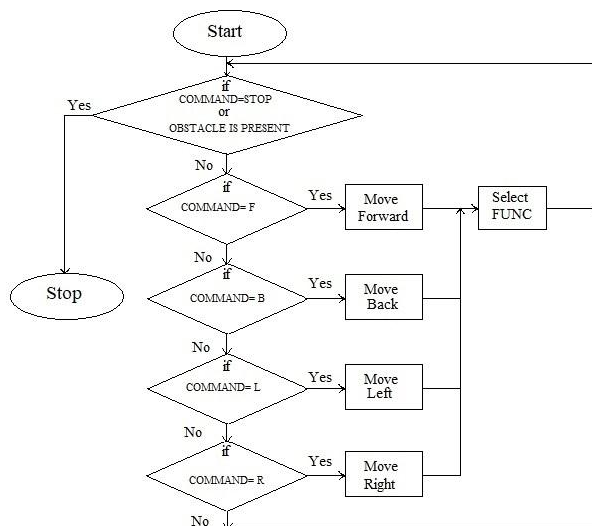 Start
if
COMMAND=STOP
or
OBSTACLE IS PRESENT
Yes
No
if
COMMAND= F
Yes
Move
Forward
Select
FUNC
No
Stop
if
COMMAND= B
Yes
Move
Back
No
if
COMMAND= L
Yes
Move
Left
No
if
COMMAND= R
Yes
Move
Right
No